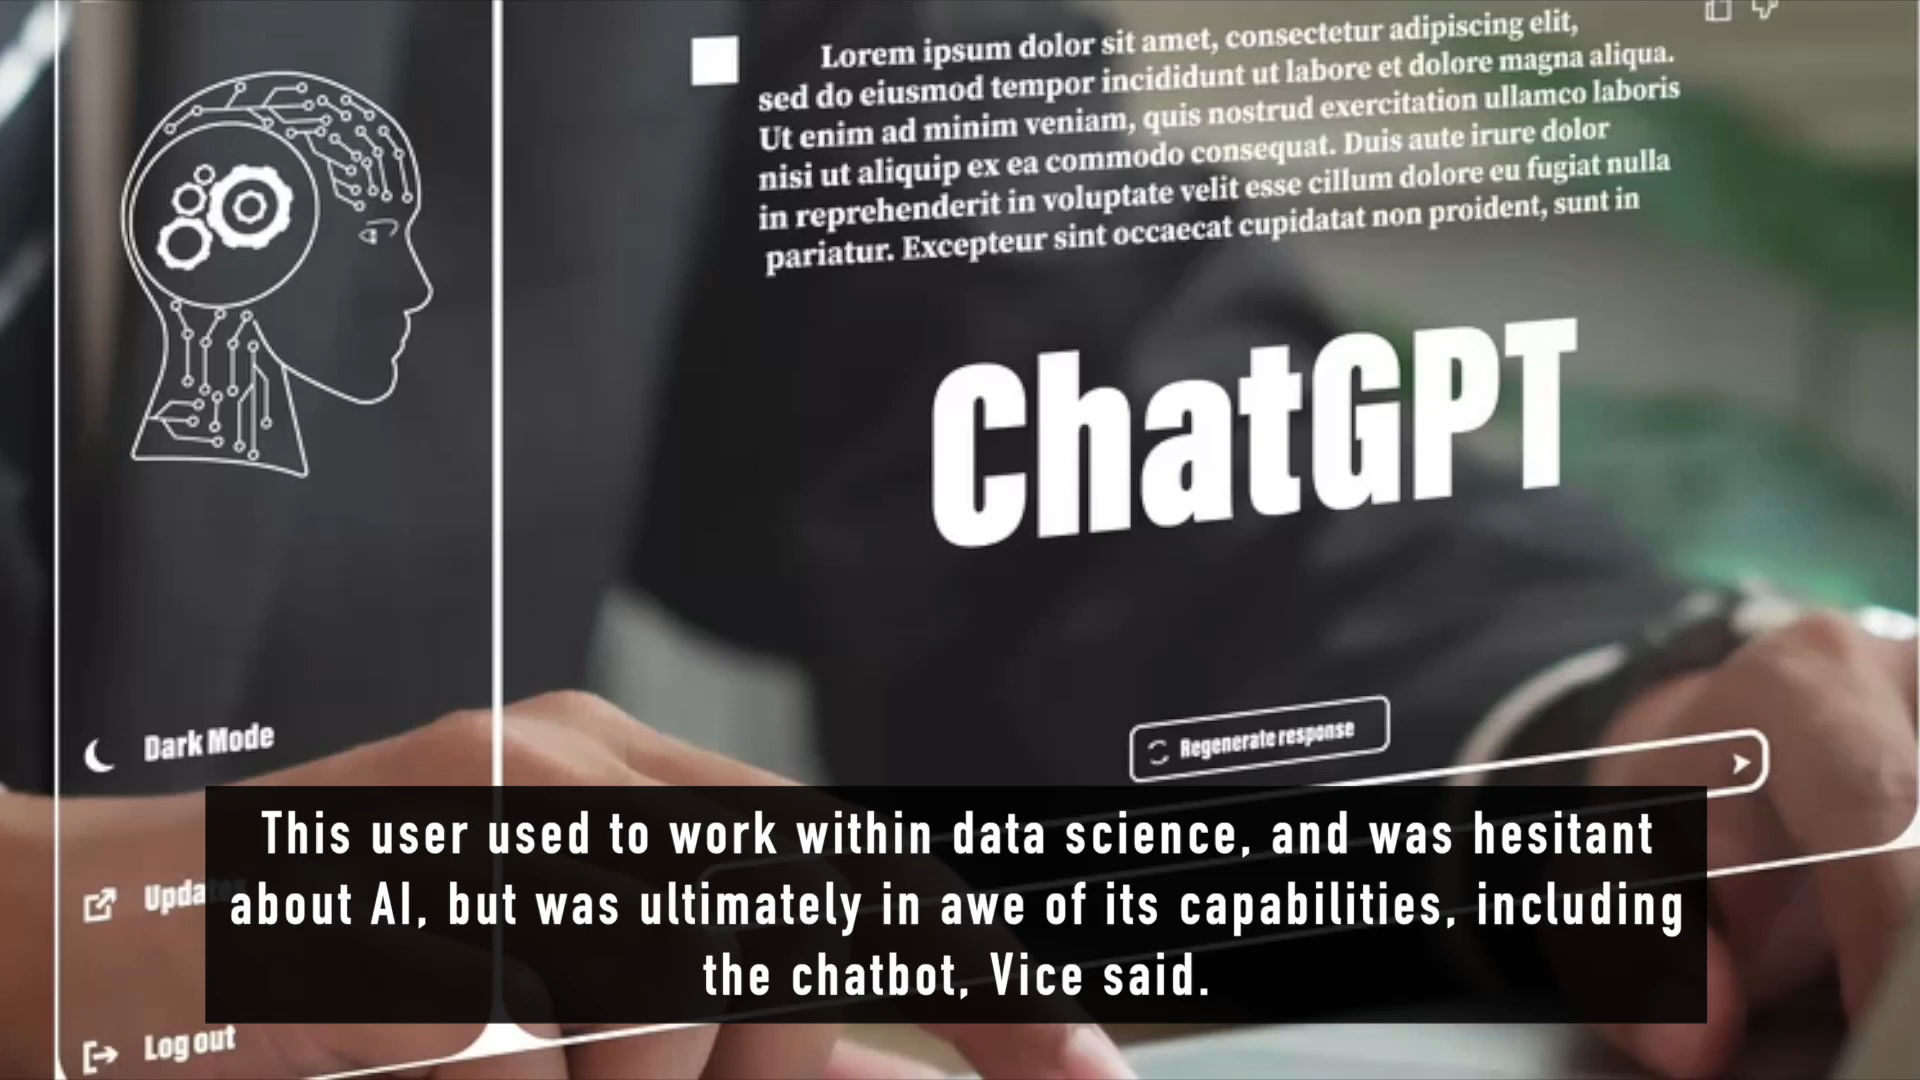 Lorem ipsum dolor sit amet, consectetur adipiscing elit,
sed do eiusmod tempor incididunt ut labore et dolore magna aliqua.
Ut enim ad minim veniam, quis nostrud exercitation ullamco laboris
nisi ut aliquip ex ea commodo consequat. Duis aute irure dolor
in reprehenderit in voluptate velit esse cillum dolore eu fugiat nulla
pariatur. Excepteur sint occaecat cupidatat non proident, sunt in
ChatGPT
Regenerate response
Dark Mode
Updates
Log out
This user used to work within data science, and was hesitant
about AI, but was ultimately in awe of its capabilities, including
the chatbot, Vice said.